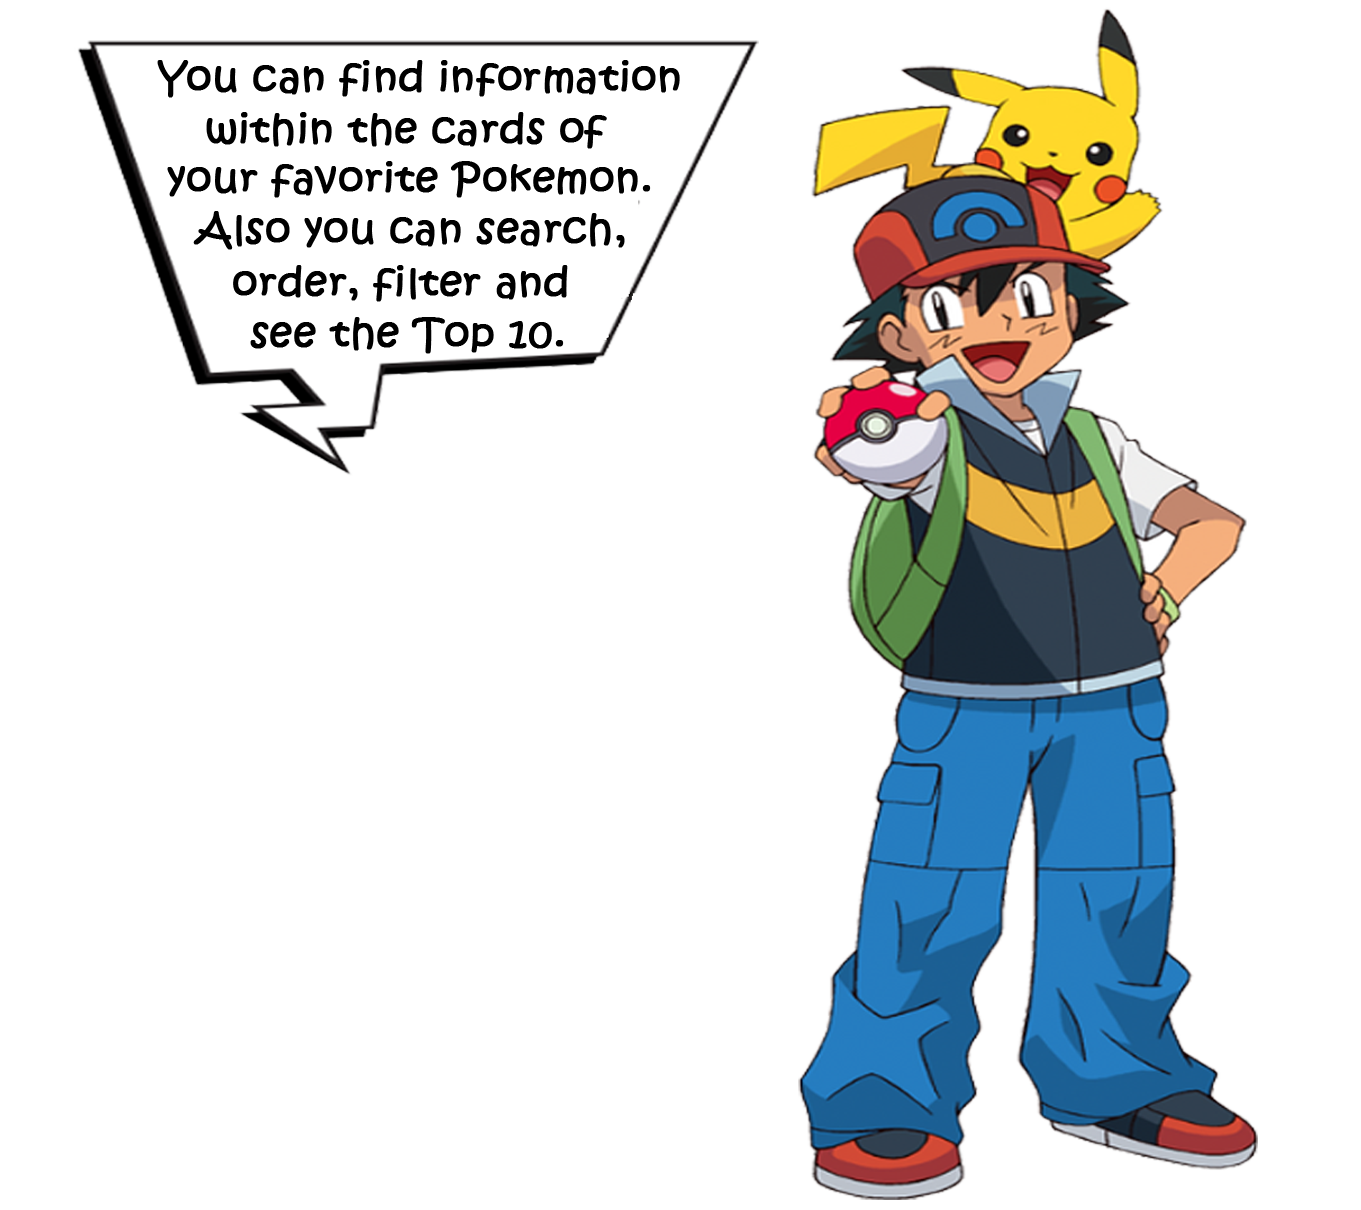 You can find information
within the cards of
your favorite Pokemon.
Also you can search,
order, filter and
see the Top 10.